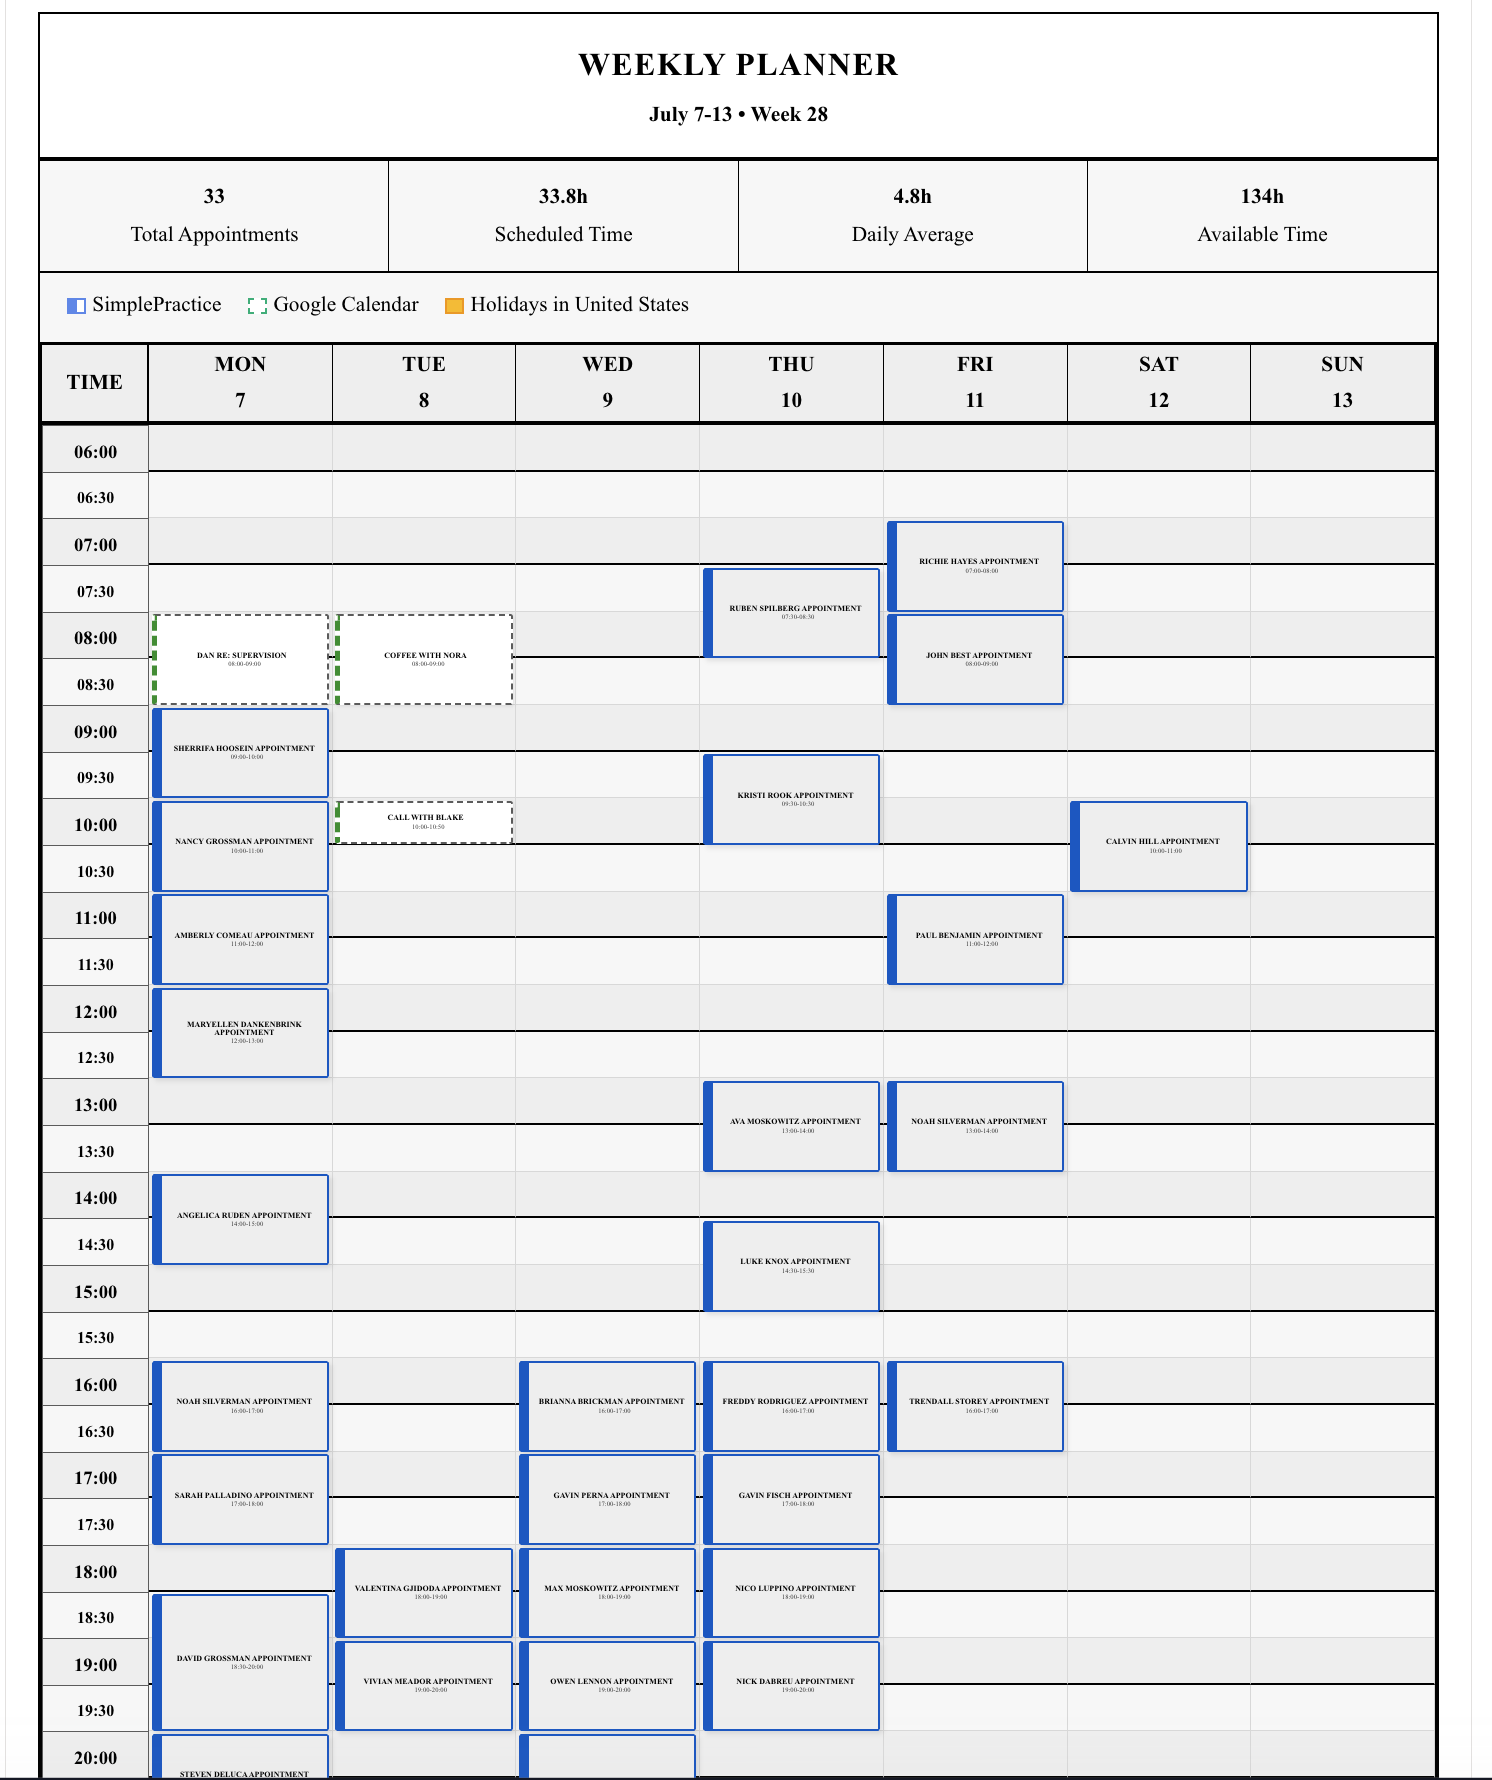 WEEKLY PLANNER
July 7-13 • Week 28
33
Total Appointments
33.8h
Scheduled Time
4.8h
Daily Average
134h
Available Time
SimplePractice
Google Calendar
Holidays in United States
TIME
MON
7
TUE
8
WED
9
THU
10
FRI
11
SAT
12
SUN
13
06:00
06:30
07:00
RICHIE HAYES APPOINTMENT
07:00-08:00
07:30
RUBEN SPILBERG APPOINTMENT
07:30-08:30
08:00
DAN RE: SUPERVISION
08:00-09:00
COFFEE WITH NORA
08:00-09:00
JOHN BEST APPOINTMENT
08:00-09:00
08:30
09:00
SHERRIFA HOOSEIN APPOINTMENT
09:00-10:00
09:30
KRISTI ROOK APPOINTMENT
09:30-10:30
10:00
NANCY GROSSMAN APPOINTMENT
10:00-11:00
CALL WITH BLAKE
10:00-10:50
CALVIN HILL APPOINTMENT
10:00-11:00
10:30
11:00
AMBERLY COMEAU APPOINTMENT
11:00-12:00
PAUL BENJAMIN APPOINTMENT
11:00-12:00
11:30
12:00
MARYELLEN DANKENBRINK
APPOINTMENT
12:00-13:00
12:30
13:00
AVA MOSKOWITZ APPOINTMENT
13:00-14:00
NOAH SILVERMAN APPOINTMENT
13:00-14:00
13:30
14:00
ANGELICA RUDEN APPOINTMENT
14:00-15:00
14:30
LUKE KNOX APPOINTMENT
14:30-15:30
15:00
15:30
16:00
NOAH SILVERMAN APPOINTMENT
16:00-17:00
BRIANNA BRICKMAN APPOINTMENT
16:00-17:00
FREDDY RODRIGUEZ APPOINTMENT
16:00-17:00
TRENDALL STOREY APPOINTMENT
16:00-17:00
16:30
17:00
SARAH PALLADINO APPOINTMENT
17:00-18:00
GAVIN PERNA APPOINTMENT
17:00-18:00
GAVIN FISCH APPOINTMENT
17:00-18:00
17:30
18:00
VALENTINA GJIDODA APPOINTMENT
18:00-19:00
MAX MOSKOWITZ APPOINTMENT
18:00-19:00
NICO LUPPINO APPOINTMENT
18:00-19:00
18:30
DAVID GROSSMAN APPOINTMENT
18:30-20:00
19:00
VIVIAN MEADOR APPOINTMENT
19:00-20:00
OWEN LENNON APPOINTMENT
19:00-20:00
NICK DABREU APPOINTMENT
19:00-20:00
19:30
20:00
STEVEN DELUCA APPOINTMENT